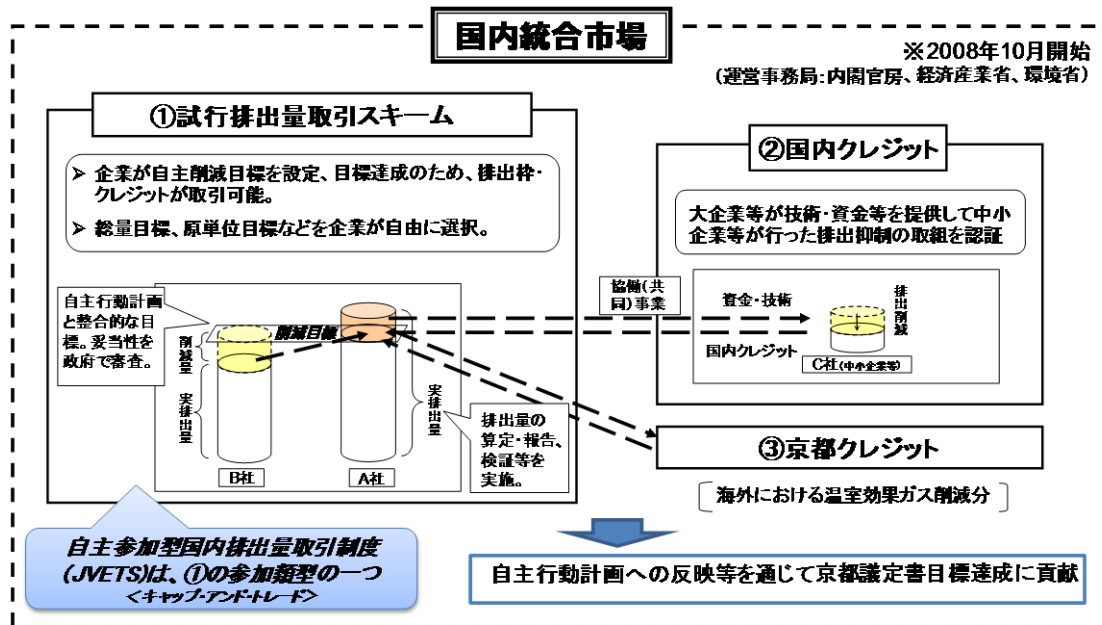 国内統合市場
※2008年10月開始
(運営事務局:内閣官房、経済産業省、環境省)
①試行排出量取引スキーム
➢ 企業が自主削減目標を設定、目標達成のため、排出枠・
クレジットが取引可能。
➢ 総量目標、原単位目標などを企業が自由に選択。
自主行動計画
と整合的な目
標。妥当性を
政府で審査。
削減目標
削減量
実排出量
実排出量
B社
A社
排出量の
算定・報告、
検証等を
実施。
②国内クレジット
大企業等が技術・資金等を提供して中小
企業等が行った排出抑制の取組を認証
協働(共
同)事業
資金・技術
国内クレジット
排出削減
C社(中小企業等)
③京都クレジット
海外における温室効果ガス削減分
自主参加型国内排出量取引制度
(JVETS)は、①の参加類型の一つ
<キャップ・アンド・トレード>
自主行動計画への反映等を通じて京都議定書目標達成に貢献